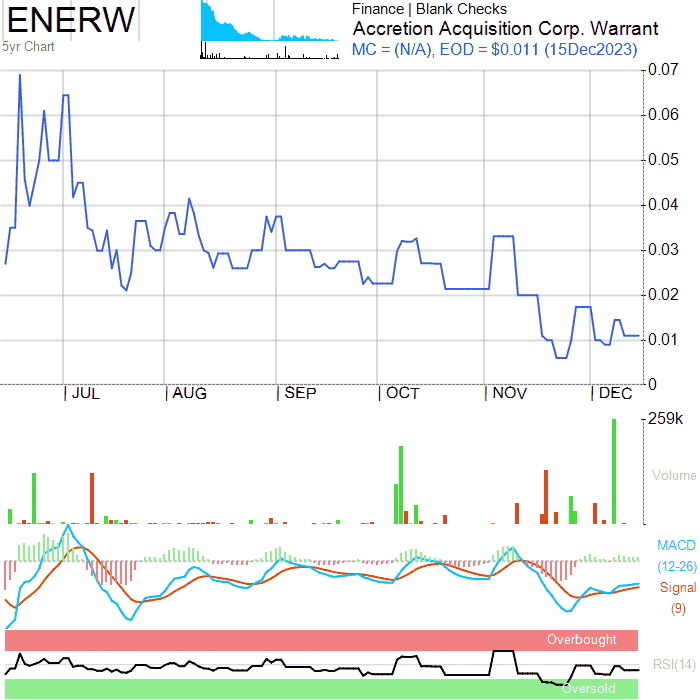 ENERW
5yr Chart
Finance | Blank Checks
Accretion Acquisition Corp. Warrant
MC = (N/A), EOD = $0.011 (15Dec2023)
0.07
0.06
0.05
0.04
0.03
0.02
0.01
0
JUL AUG SEP OCT NOV DEC
259k
Volume
MACD
(12-26)
Signal
(9)
Overbought
RSI(14)
Oversold